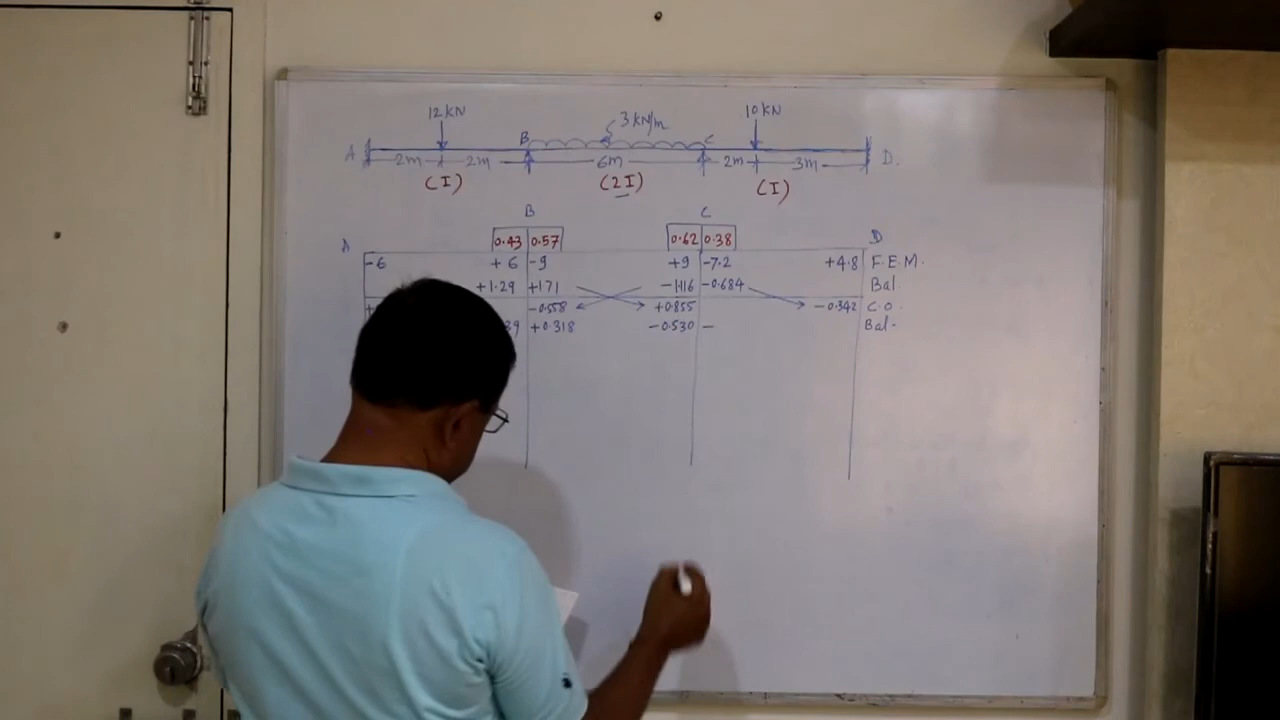 12 kN 3 kN/m 10 kN
A B C D.
2m 2m 6m 2m 3m
(I) (2I) (I)
B C
A 0.43 0.57 0.62 0.38 D
-6 +6 -9 +9 -7.2 +4.8 F.E.M.
+1.29 +1.71 -1.116 -0.684 Bal.
-0.558 +0.855 -0.342 C.O.
+0.318 -0.530 - Bal.